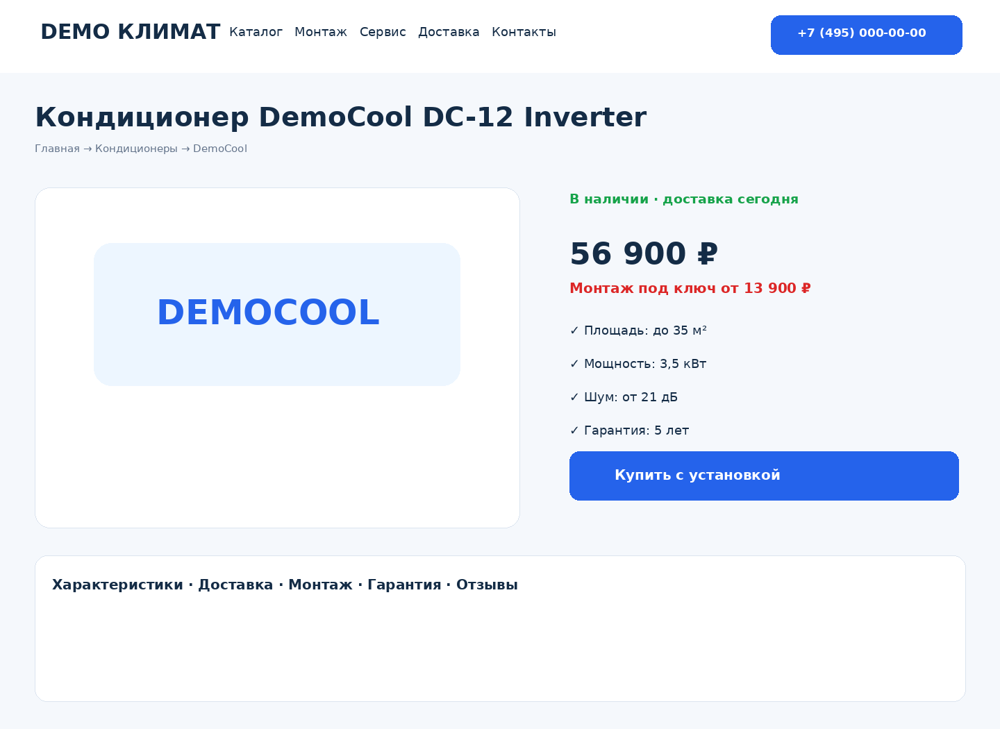 DEMO КЛИМАТ Каталог Монтаж Сервис Доставка Контакты +7 (495) 000-00-00
Кондиционер DemoCool DC-12 Inverter
Главная → Кондиционеры → DemoCool
DEMOCOOL
В наличии · доставка сегодня
56 900 ₽
Монтаж под ключ от 13 900 ₽
✓ Площадь: до 35 м²
✓ Мощность: 3,5 кВт
✓ Шум: от 21 дБ
✓ Гарантия: 5 лет
Купить с установкой
Характеристики · Доставка · Монтаж · Гарантия · Отзывы